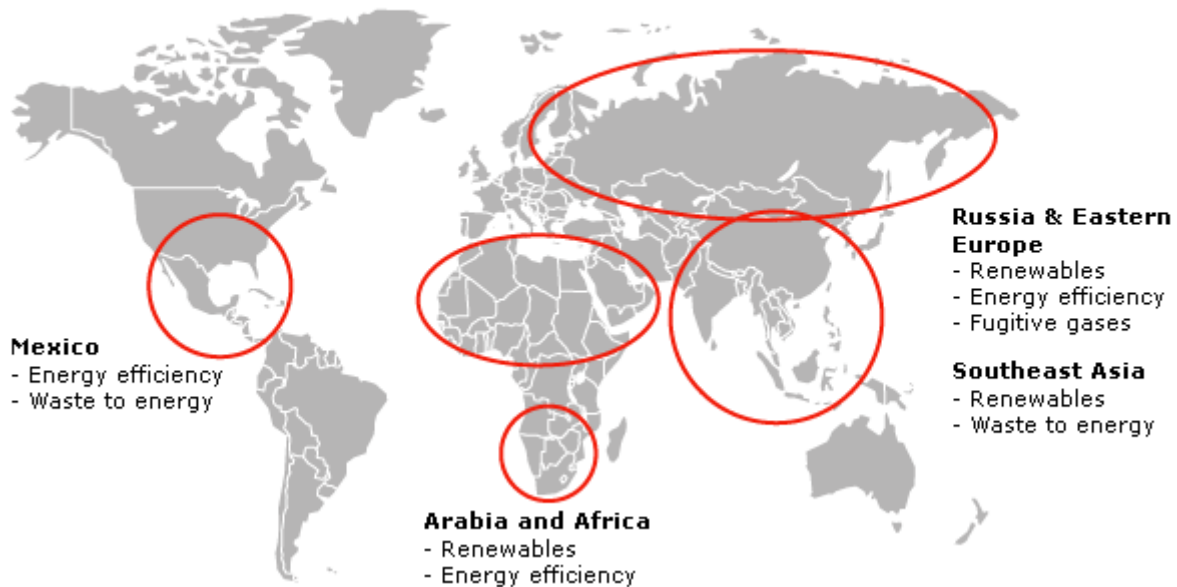 Mexico
- Energy efficiency
- Waste to energy
Arabia and Africa
- Renewables
- Energy efficiency
Russia & Eastern
Europe
- Renewables
- Energy efficiency
- Fugitive gases
Southeast Asia
- Renewables
- Waste to energy